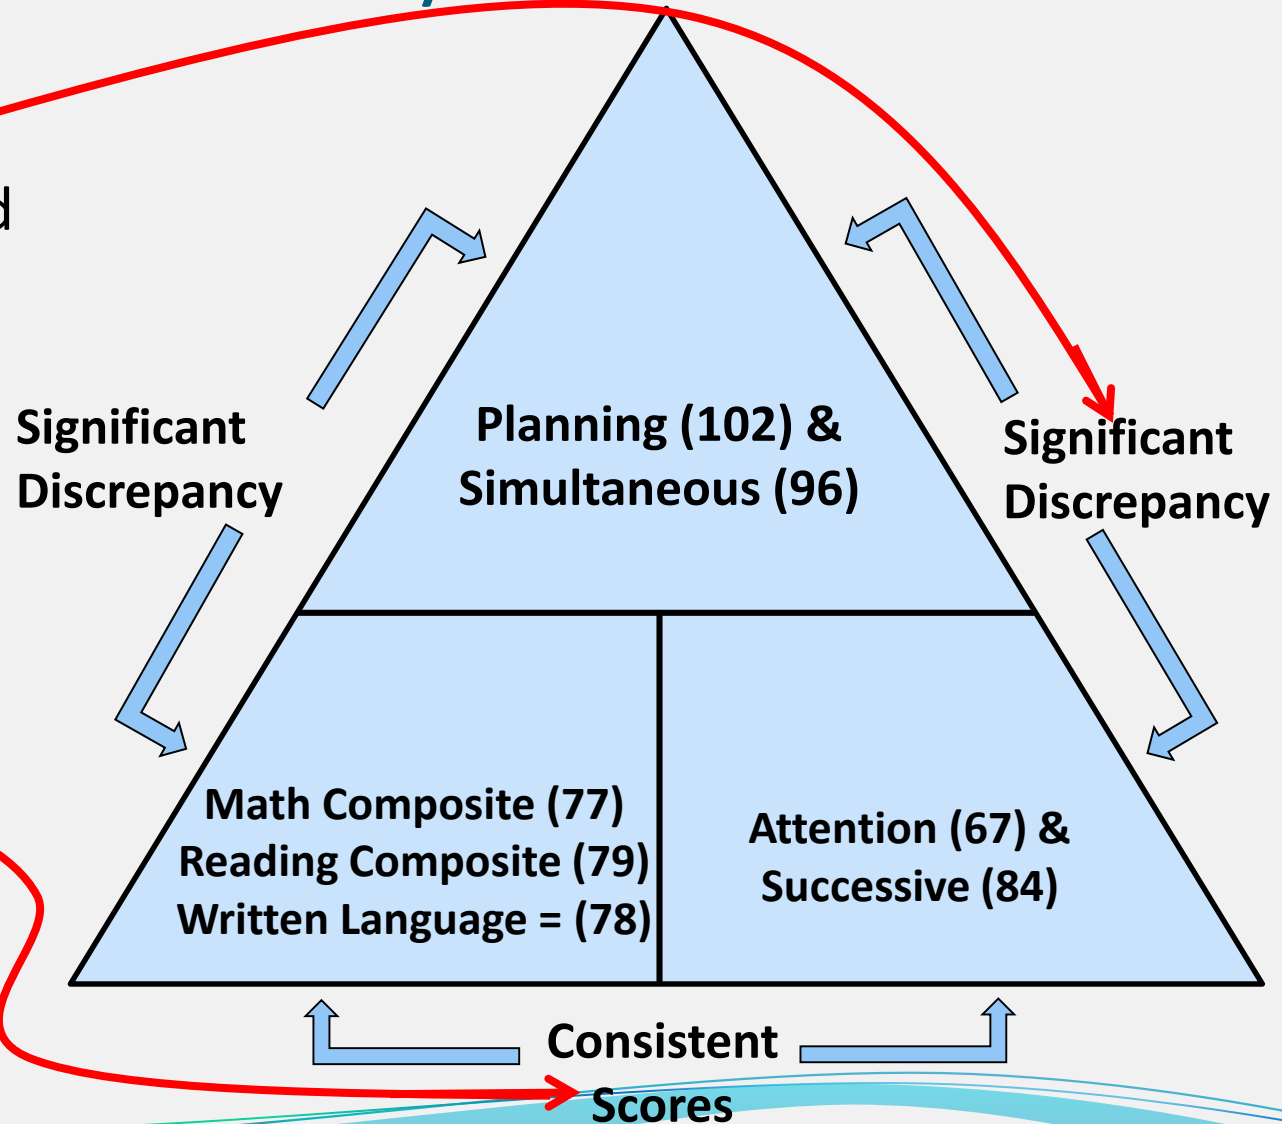 Significant
Discrepancy
Planning (102) &
Simultaneous (96)
Significant
Discrepancy
Math Composite (77)
Reading Composite (79)
Written Language = (78)
Attention (67) &
Successive (84)
Consistent
Scores